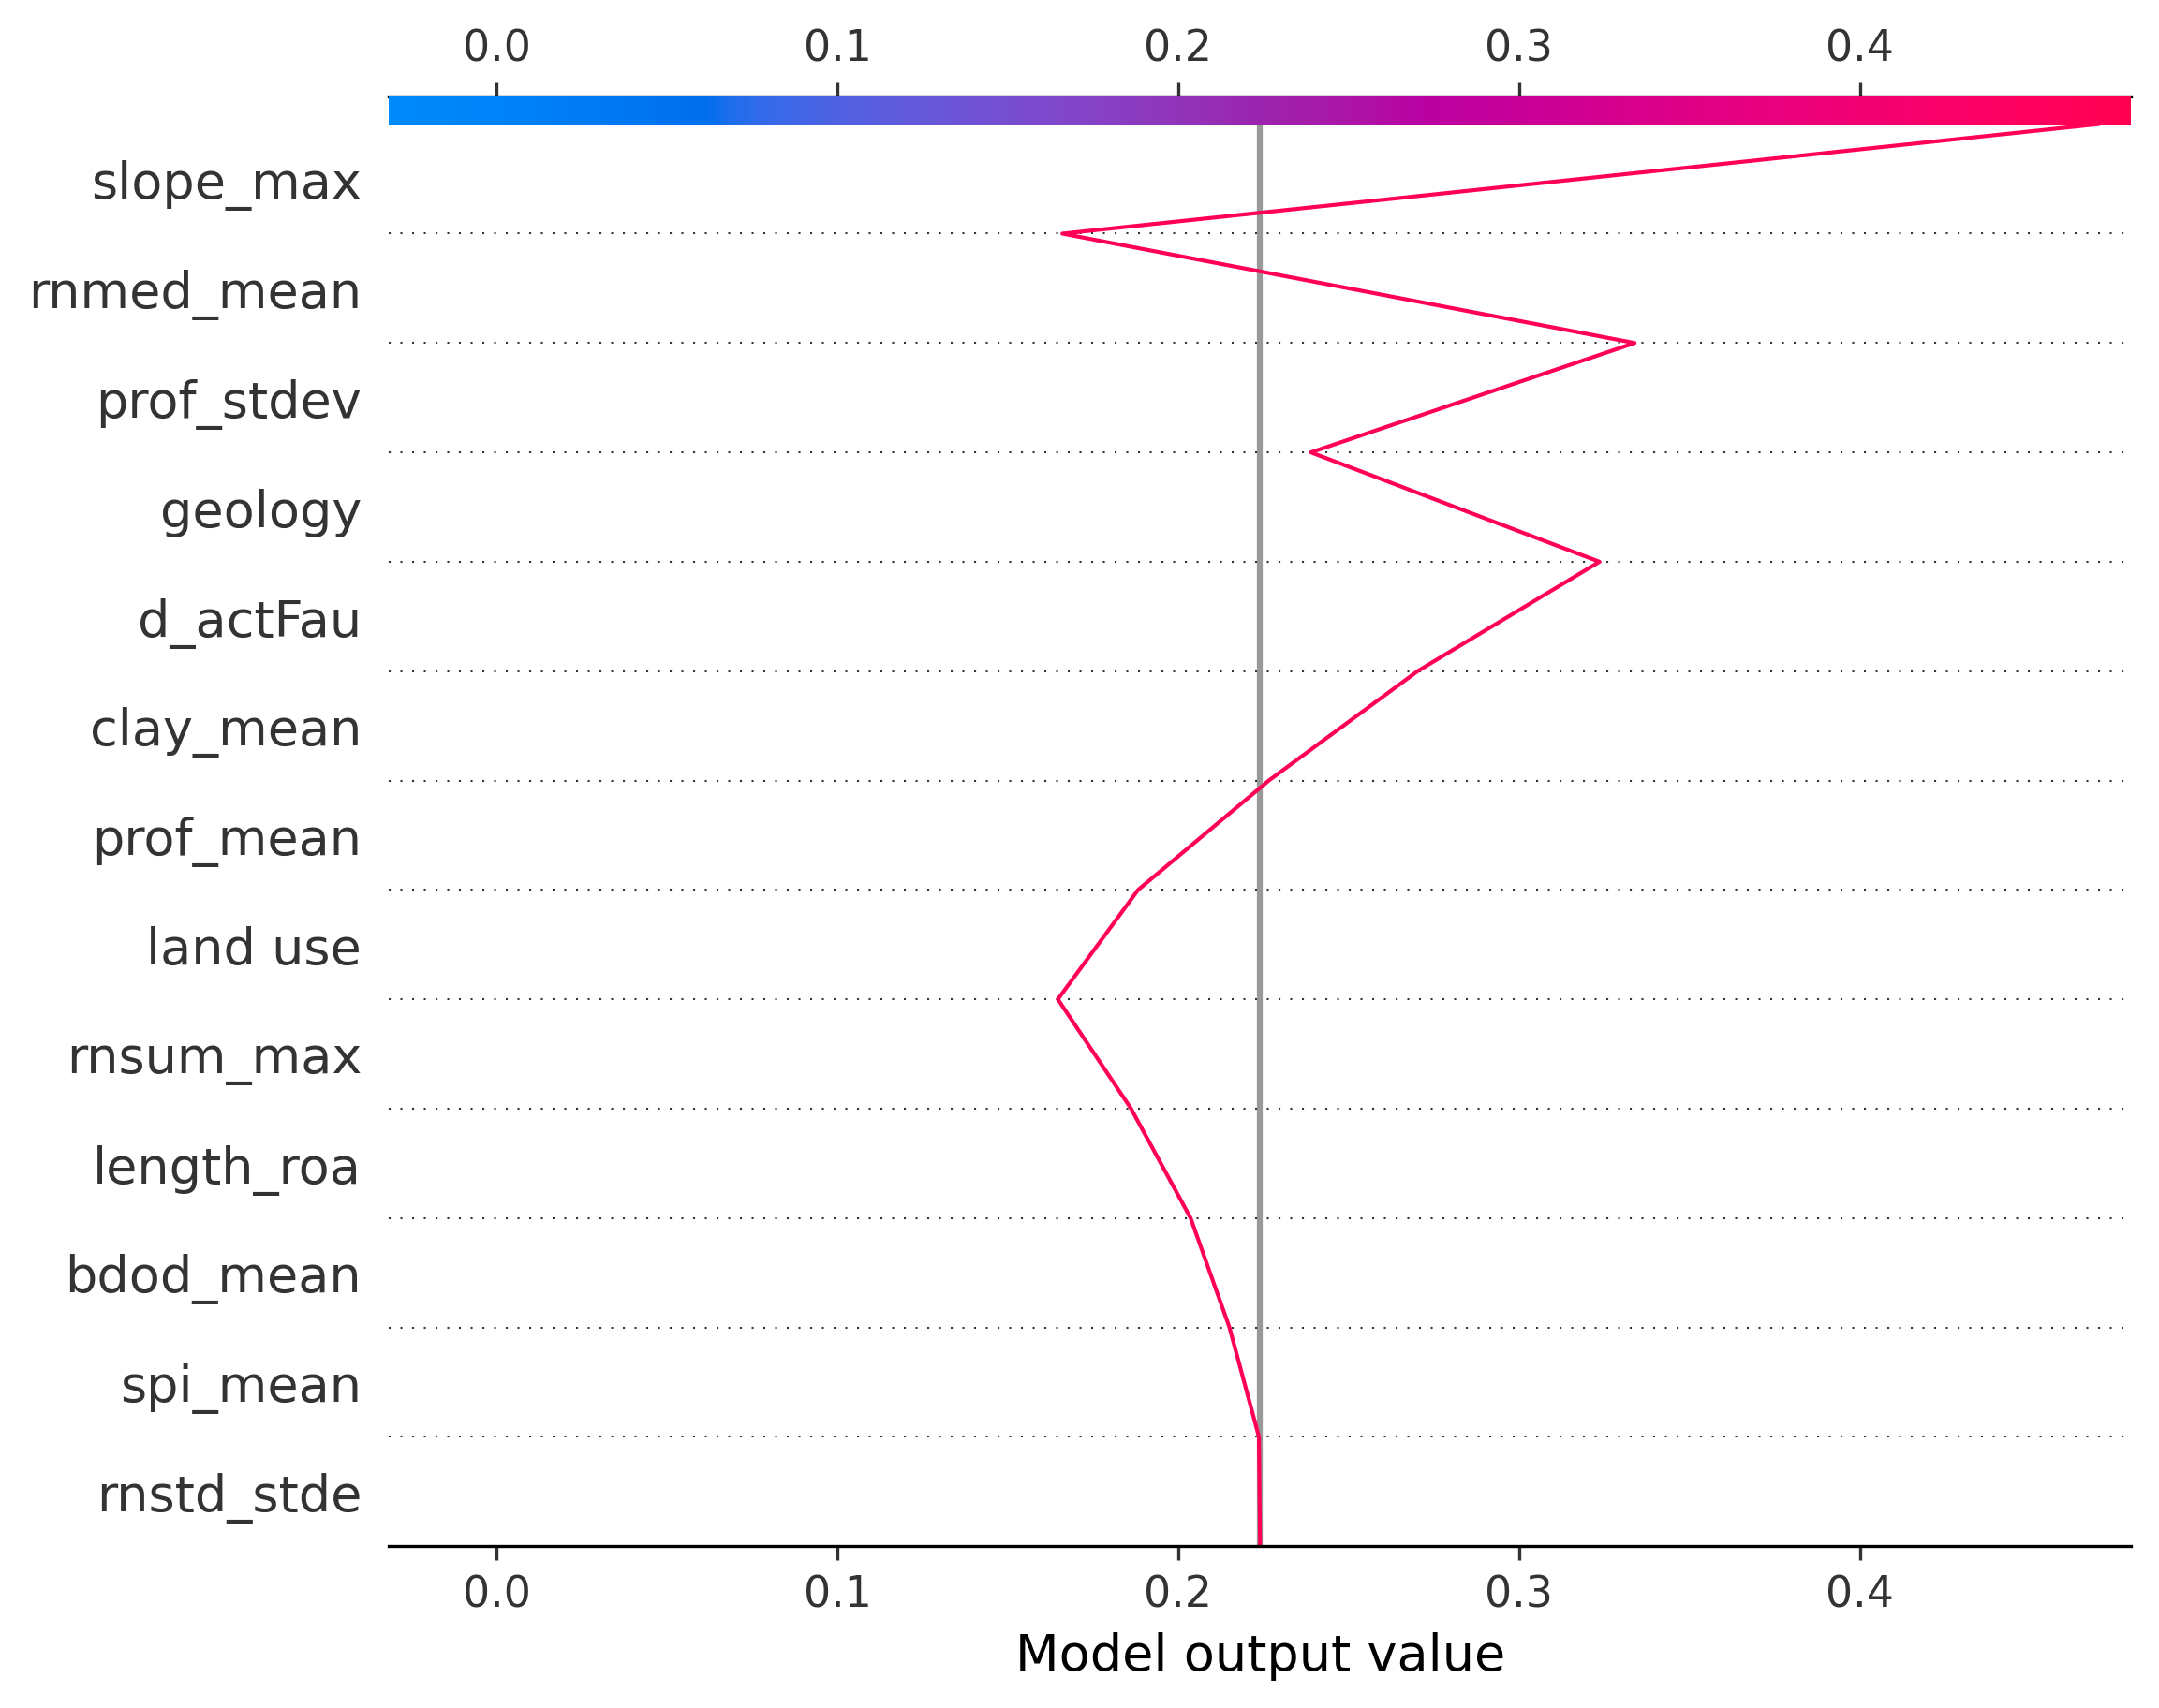 0.0 0.1 0.2 0.3 0.4
slope_max
rnmed_mean
prof_stdev
geology
d_actFau
clay_mean
prof_mean
land use
rnsum_max
length_roa
bdod_mean
spi_mean
rnstd_stde
0.0 0.1 0.2 0.3 0.4
Model output value